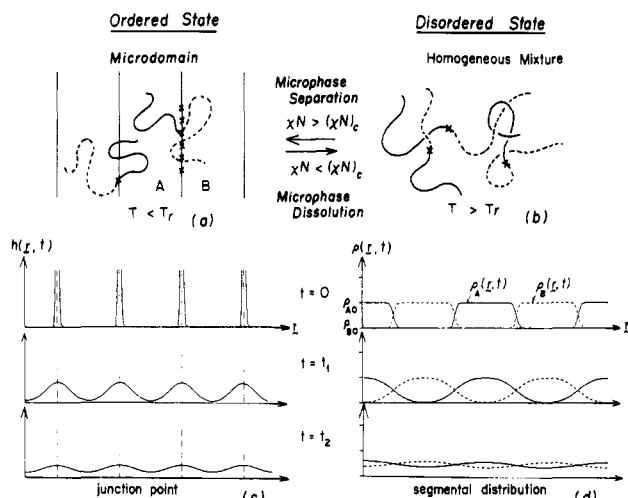 Ordered State
Disordered State
Microdomain
Homogeneous Mixture
Microphase
Separation
χN > (χN)c
χN < (χN)c
Microphase
Dissolution
A
B
T < Tr
(a)
T > Tr
(b)
h(r, t)
ρ(r, t)
t = 0
ρA(r, t)
ρB(r, t)
ρA0
ρB0
r
r
t = t1
t = t2
junction point
(c)
segmental distribution
(d)